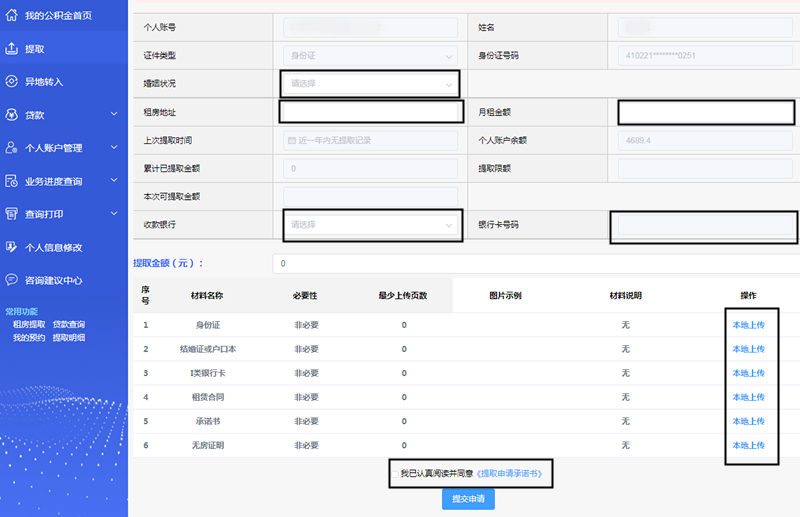 我的公积金首页
提取
异地转入
贷款
个人账户管理
业务进度查询
查询打印
个人信息修改
咨询建议中心
常用功能
租房提取 贷款查询
我的预约 提取明细
个人账号 姓名
证件类型 身份证 身份证号码 410221********0251
婚姻状况 请选择
租房地址 月租金额
上次提取时间 近一年内无提取记录 个人账户余额 4689.4
累计已提取金额 0 提取限额
本次可提取金额
收款银行 请选择 银行卡号码
提取金额（元）： 0
序号 材料名称 必要性 最少上传页数 图片示例 材料说明 操作
1 身份证 非必要 0 无 本地上传
2 结婚证或户口本 非必要 0 无 本地上传
3 I类银行卡 非必要 0 无 本地上传
4 租赁合同 非必要 0 无 本地上传
5 承诺书 非必要 0 无 本地上传
6 无房证明 非必要 0 无 本地上传
我已认真阅读并同意《提取申请承诺书》
提交申请